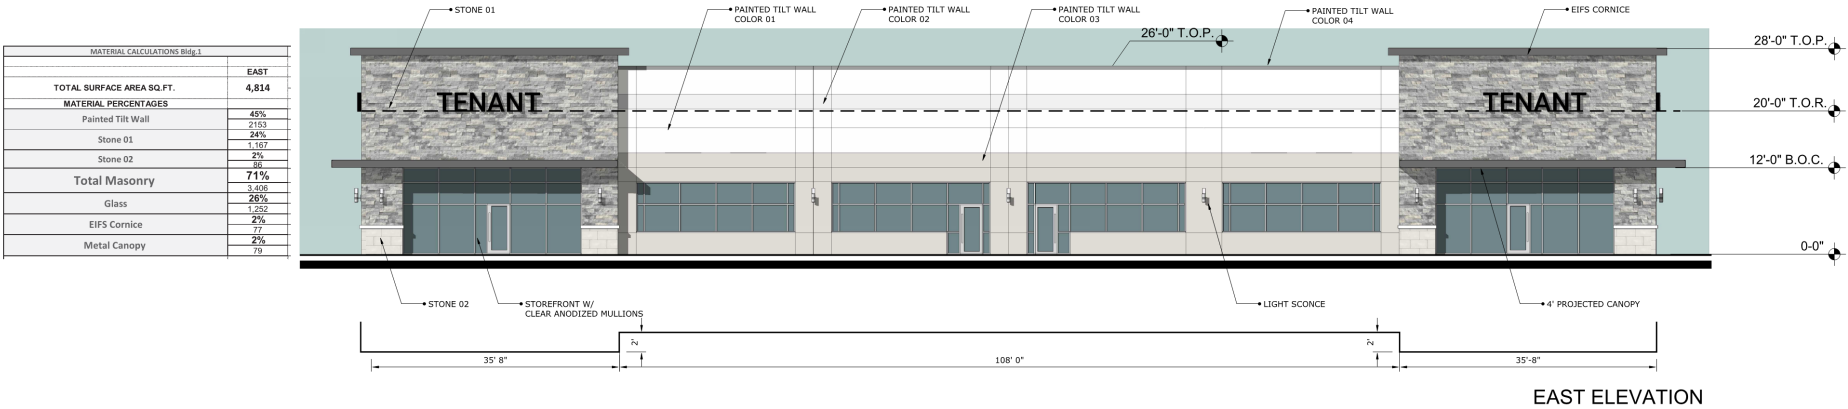 STONE 01
PAINTED TILT WALL
COLOR 01
PAINTED TILT WALL
COLOR 02
PAINTED TILT WALL
COLOR 03
PAINTED TILT WALL
COLOR 04
EIFS CORNICE
26'-0" T.O.P.
28'-0" T.O.P.
MATERIAL CALCULATIONS Bldg.1
EAST
TOTAL SURFACE AREA SQ.FT. 4,814
MATERIAL PERCENTAGES
Painted Tilt Wall 45%
2153
Stone 01 24%
1,167
Stone 02 2%
86
Total Masonry 71%
3,406
Glass 26%
1,252
EIFS Cornice 2%
77
Metal Canopy 2%
79
TENANT
TENANT
20'-0" T.O.R.
12'-0" B.O.C.
0-0"
STONE 02
STOREFRONT W/
CLEAR ANODIZED MULLIONS
LIGHT SCONCE
4' PROJECTED CANOPY
2'
2'
35' 8"
108' 0"
35'-8"
EAST ELEVATION